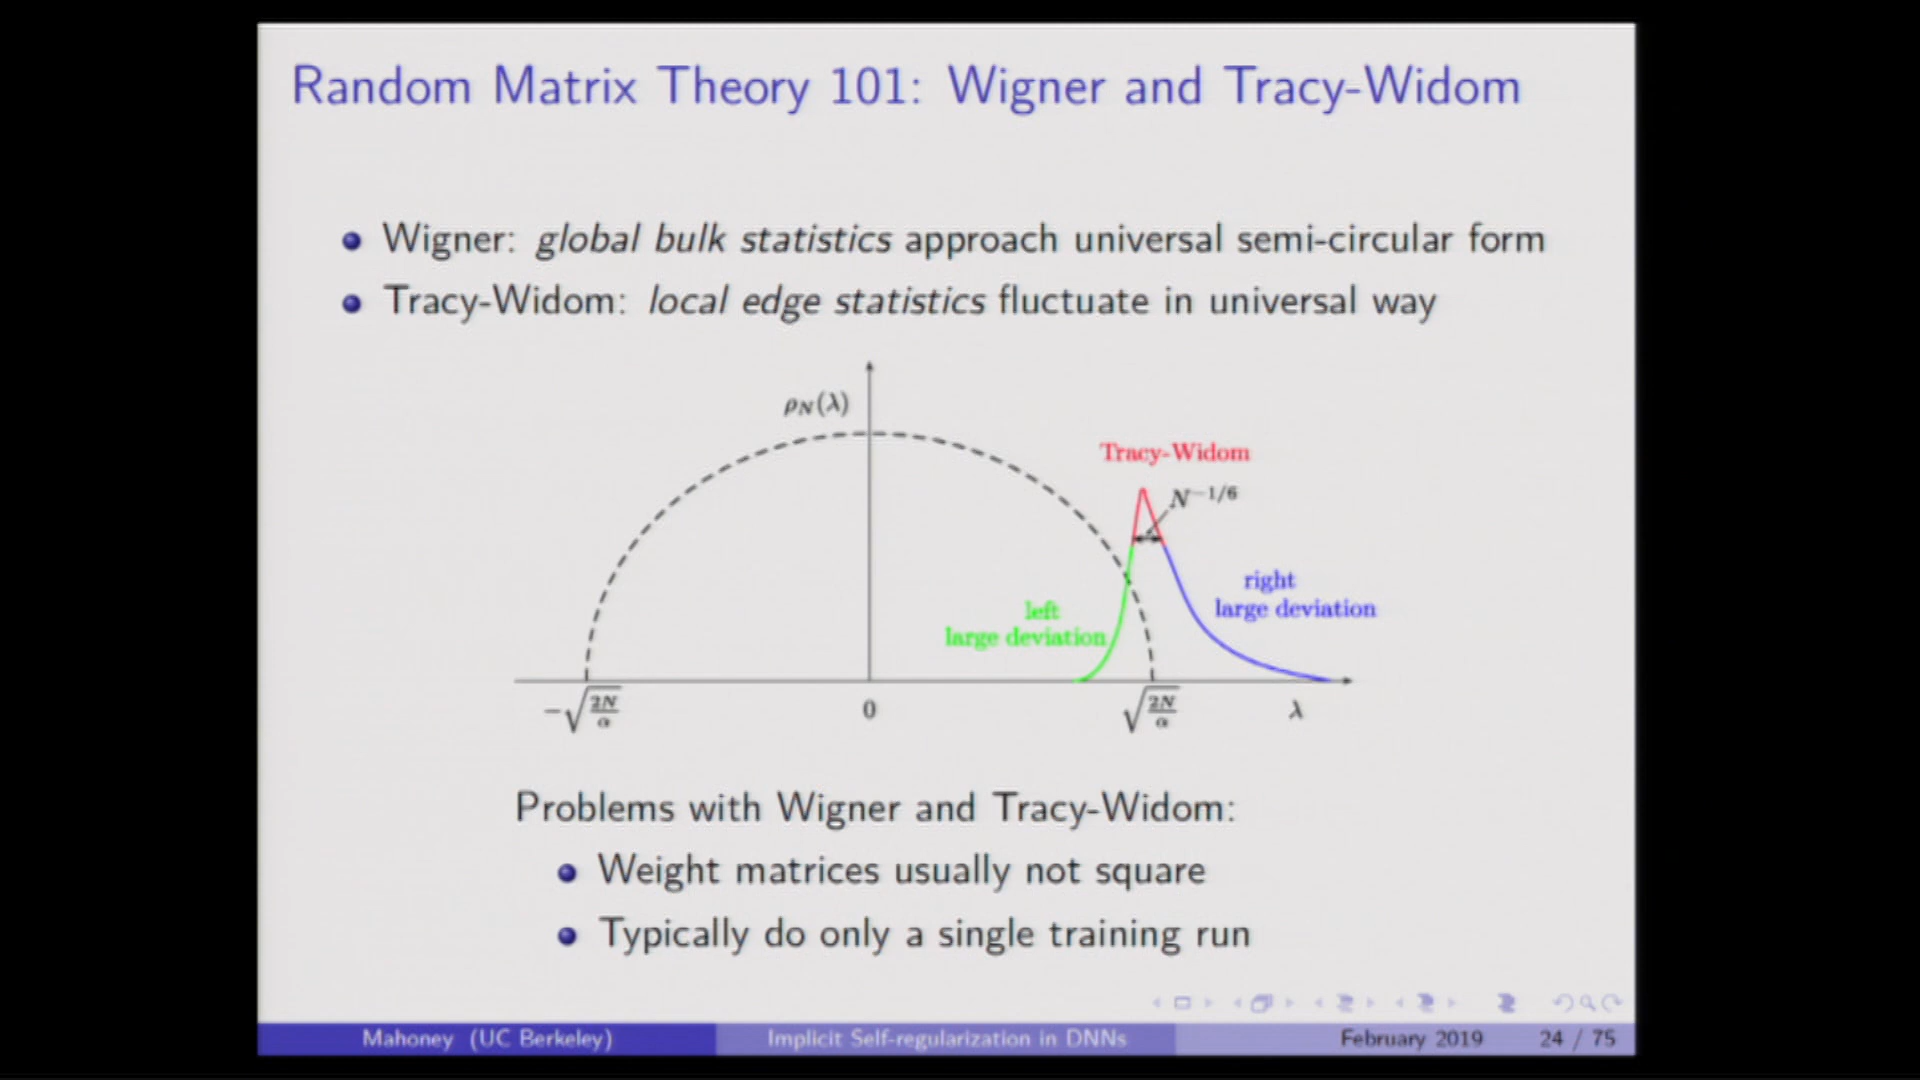 Random Matrix Theory 101: Wigner and Tracy-Widom
Wigner: global bulk statistics approach universal semi-circular form
Tracy-Widom: local edge statistics fluctuate in universal way
ρN(λ)
Tracy-Widom
N−1/6
right
large deviation
left
large deviation
−√2N/α
0
√2N/α
λ
Problems with Wigner and Tracy-Widom:
Weight matrices usually not square
Typically do only a single training run
Mahoney (UC Berkeley)
Implicit Self-regularization in DNNs
February 2019
24 / 75